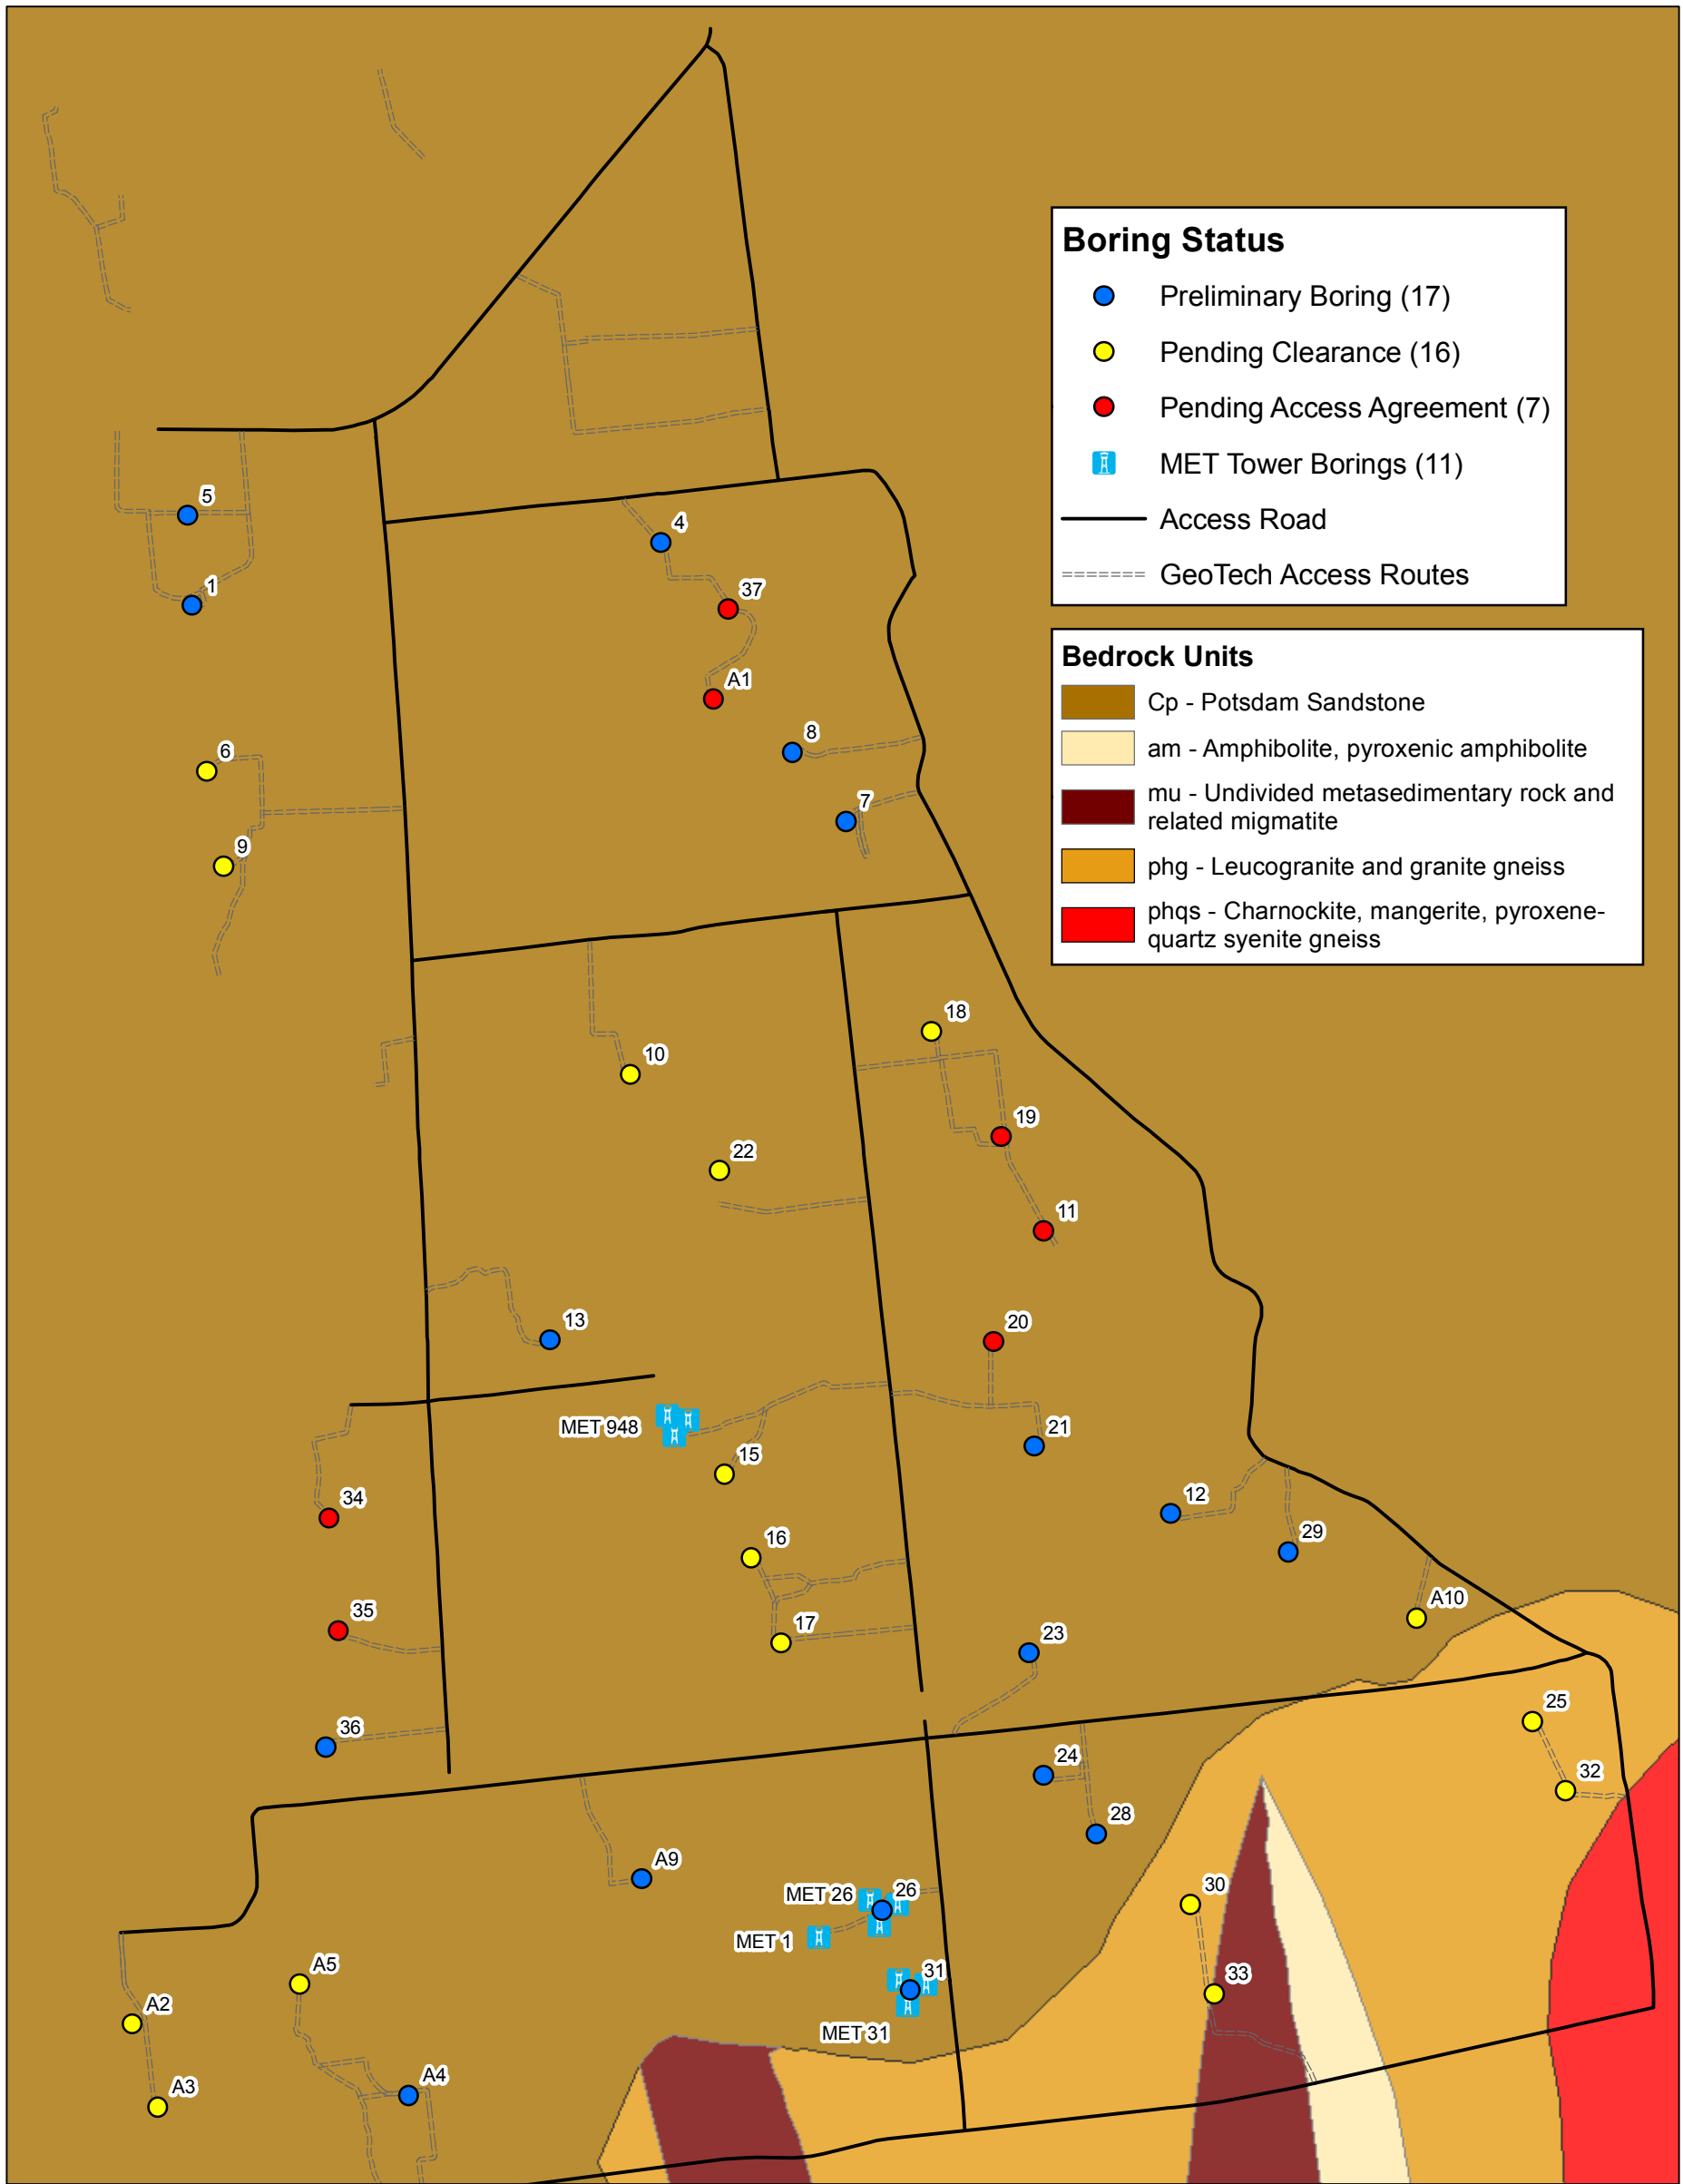 Boring Status
Preliminary Boring (17)
Pending Clearance (16)
Pending Access Agreement (7)
MET Tower Borings (11)
Access Road
GeoTech Access Routes
Bedrock Units
Cp - Potsdam Sandstone
am - Amphibolite, pyroxenic amphibolite
mu - Undivided metasedimentary rock and
related migmatite
phg - Leucogranite and granite gneiss
phqs - Charnockite, mangerite, pyroxene-
quartz syenite gneiss
5
4
1
37
A1
8
6
7
9
18
10
19
22
11
13
20
MET 948
21
15
12
34
29
16
A10
35
17
23
25
36
24
32
28
A9
30
MET 26
26
MET 1
31
33
A5
A2
MET 31
A4
A3